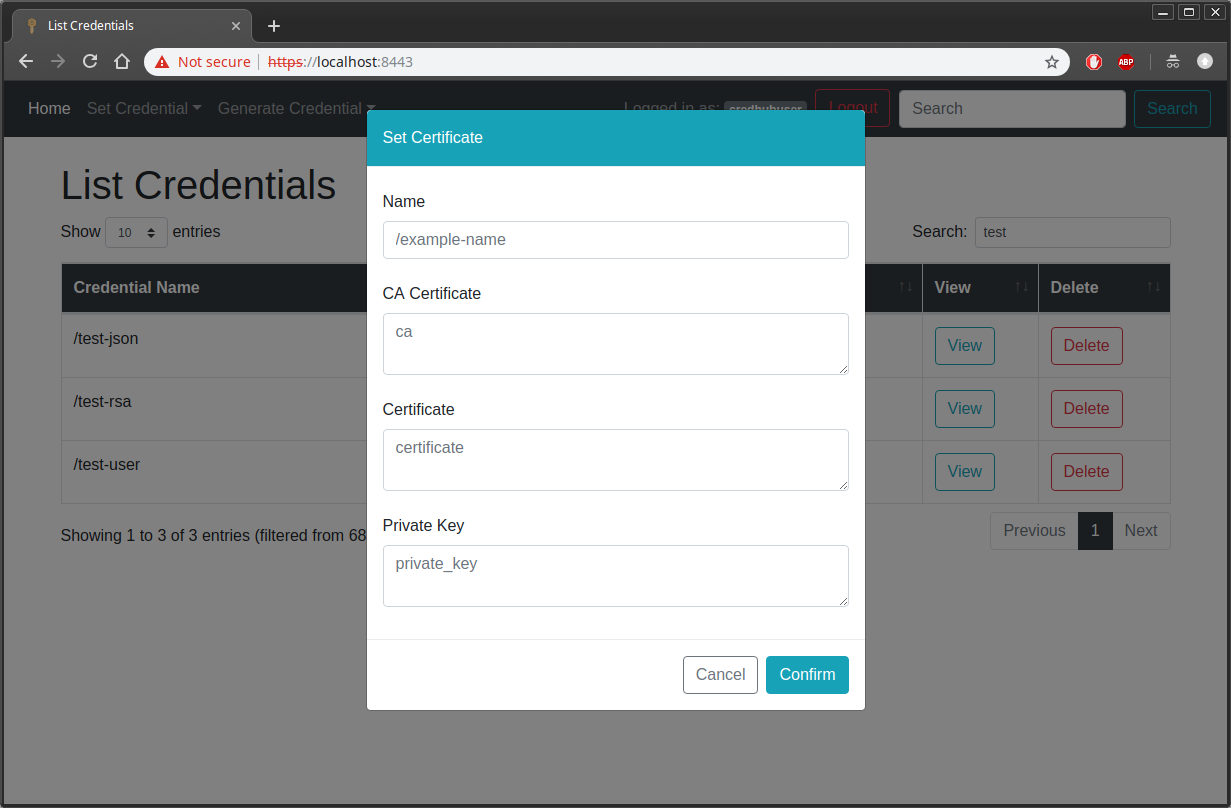 List Credentials
Not secure https://localhost:8443
ABP
Home Set Credential Generate Credential Logged in as: credhubuser Logout Search Search
Set Certificate
List Credentials
Name
Show 10 entries
Search: test
/example-name
Credential Name
View
Delete
CA Certificate
ca
/test-json
View
Delete
/test-rsa
View
Delete
Certificate
certificate
/test-user
View
Delete
Showing 1 to 3 of 3 entries (filtered from 68
Previous 1 Next
Private Key
private_key
Cancel Confirm